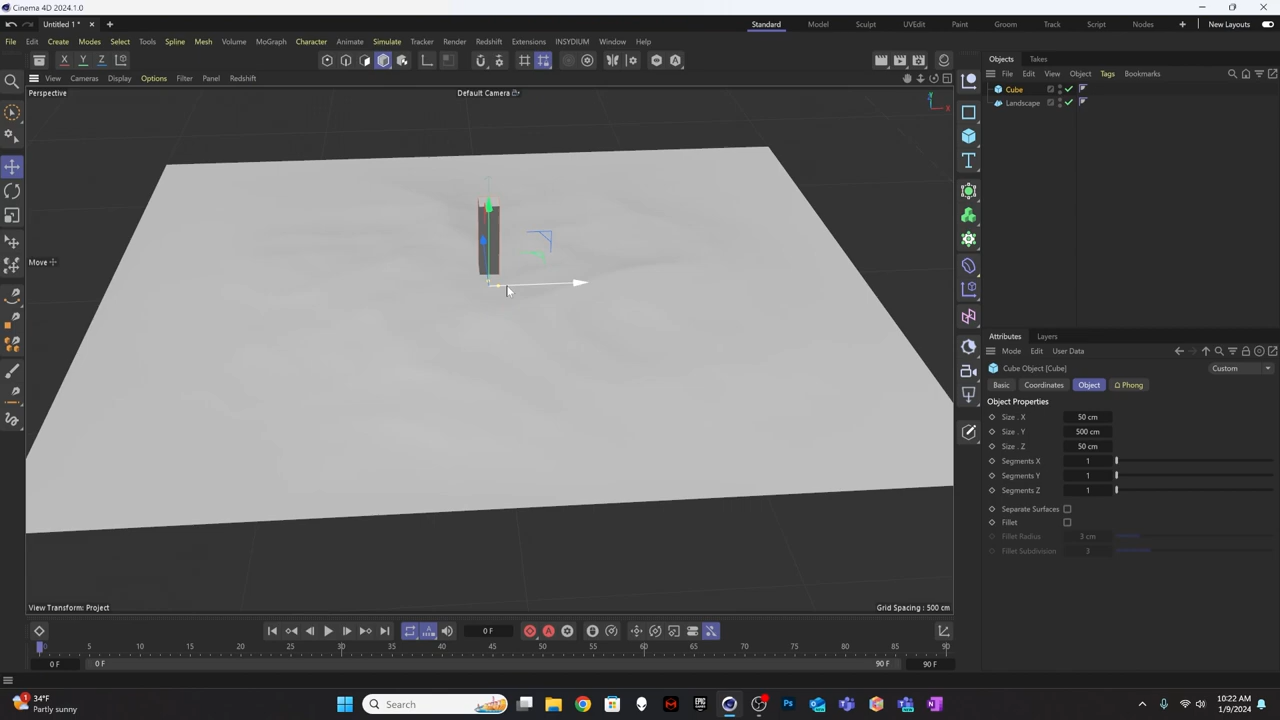 Cinema 4D 2024.1.0
Untitled 1 *
Standard
Model
Sculpt
UVEdit
Paint
Groom
Track
Script
Nodes
New Layouts
File Edit Create Modes Select Tools Spline Mesh Volume MoGraph Character Animate Simulate Tracker Render Redshift Extensions INSYDIUM Window Help
X Y Z
View Cameras Display Options Filter Panel Redshift
Perspective
Default Camera
Y
X
Move
View Transform: Project
Grid Spacing : 500 cm
Objects Takes
File Edit View Object Tags Bookmarks
Cube
Landscape
Attributes Layers
Mode Edit User Data
Cube Object [Cube]
Custom
Basic Coordinates Object Phong
Object Properties
Size . X 50 cm
Size . Y 500 cm
Size . Z 50 cm
Segments X 1
Segments Y 1
Segments Z 1
Separate Surfaces
Fillet
Fillet Radius 3 cm
Fillet Subdivision 3
0 F
0 5 10 15 20 25 30 35 40 45 50 55 60 65 70 75 80 85 90
0 F 0 F 90 F 90 F
1
34°F
Partly sunny
Search
10:22 AM
1/9/2024